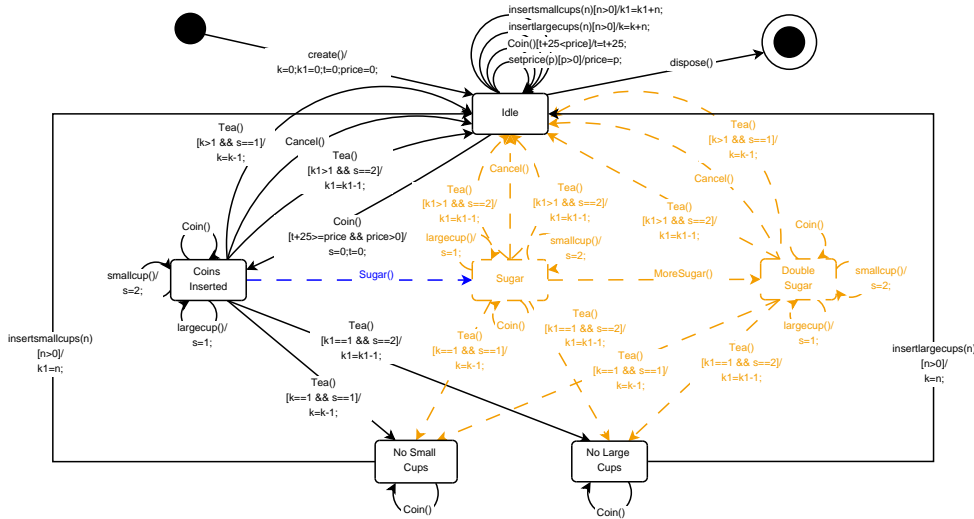 insertsmallcups(n)[n>0]/k1=k1+n;
insertlargecups(n)[n>0]/k=k+n;
Coin()[t+25<price]/t=t+25;
setprice(p)[p>0]/price=p;
create()/
k=0;k1=0;t=0;price=0;
dispose()
Idle
Tea()
[k>1 && s==1]/
k=k-1;
Cancel()
Tea()
[k1>1 && s==2]/
k1=k1-1;
Coin()
[t+25>=price && price>0]/
s=0;t=0;
Cancel()
Tea()
[k1>1 && s==2]/
k1=k1-1;
Tea()
[k1>1 && s==2]/
k1=k1-1;
Tea()
[k>1 && s==1]/
k=k-1;
Cancel()
Tea()
[k1>1 && s==2]/
k1=k1-1;
Coin()
smallcup()/
s=2;
Coins
Inserted
largecup()/
s=1;
Sugar()
largecup()/
s=1;
smallcup()/
s=2;
Sugar
Coin()
MoreSugar()
Coin()
Double
Sugar
smallcup()/
s=2;
largecup()/
s=1;
insertsmallcups(n)
[n>0]/
k1=n;
Tea()
[k1==1 && s==2]/
k1=k1-1;
Tea()
[k==1 && s==1]/
k=k-1;
Tea()
[k==1 && s==1]/
k=k-1;
Tea()
[k1==1 && s==2]/
k1=k1-1;
Tea()
[k==1 && s==1]/
k=k-1;
Tea()
[k1==1 && s==2]/
k1=k1-1;
insertlargecups(n)
[n>0]/
k=n;
No Small
Cups
Coin()
No Large
Cups
Coin()